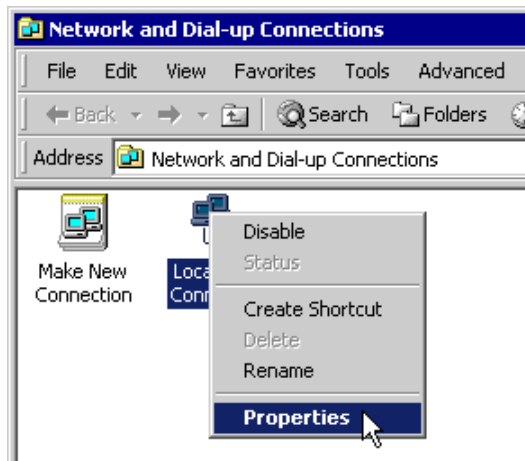 Network and Dial-up Connections
File Edit View Favorites Tools Advanced
Back Search Folders
Address Network and Dial-up Connections
Make New
Connection
Disable
Status
Create Shortcut
Delete
Rename
Properties